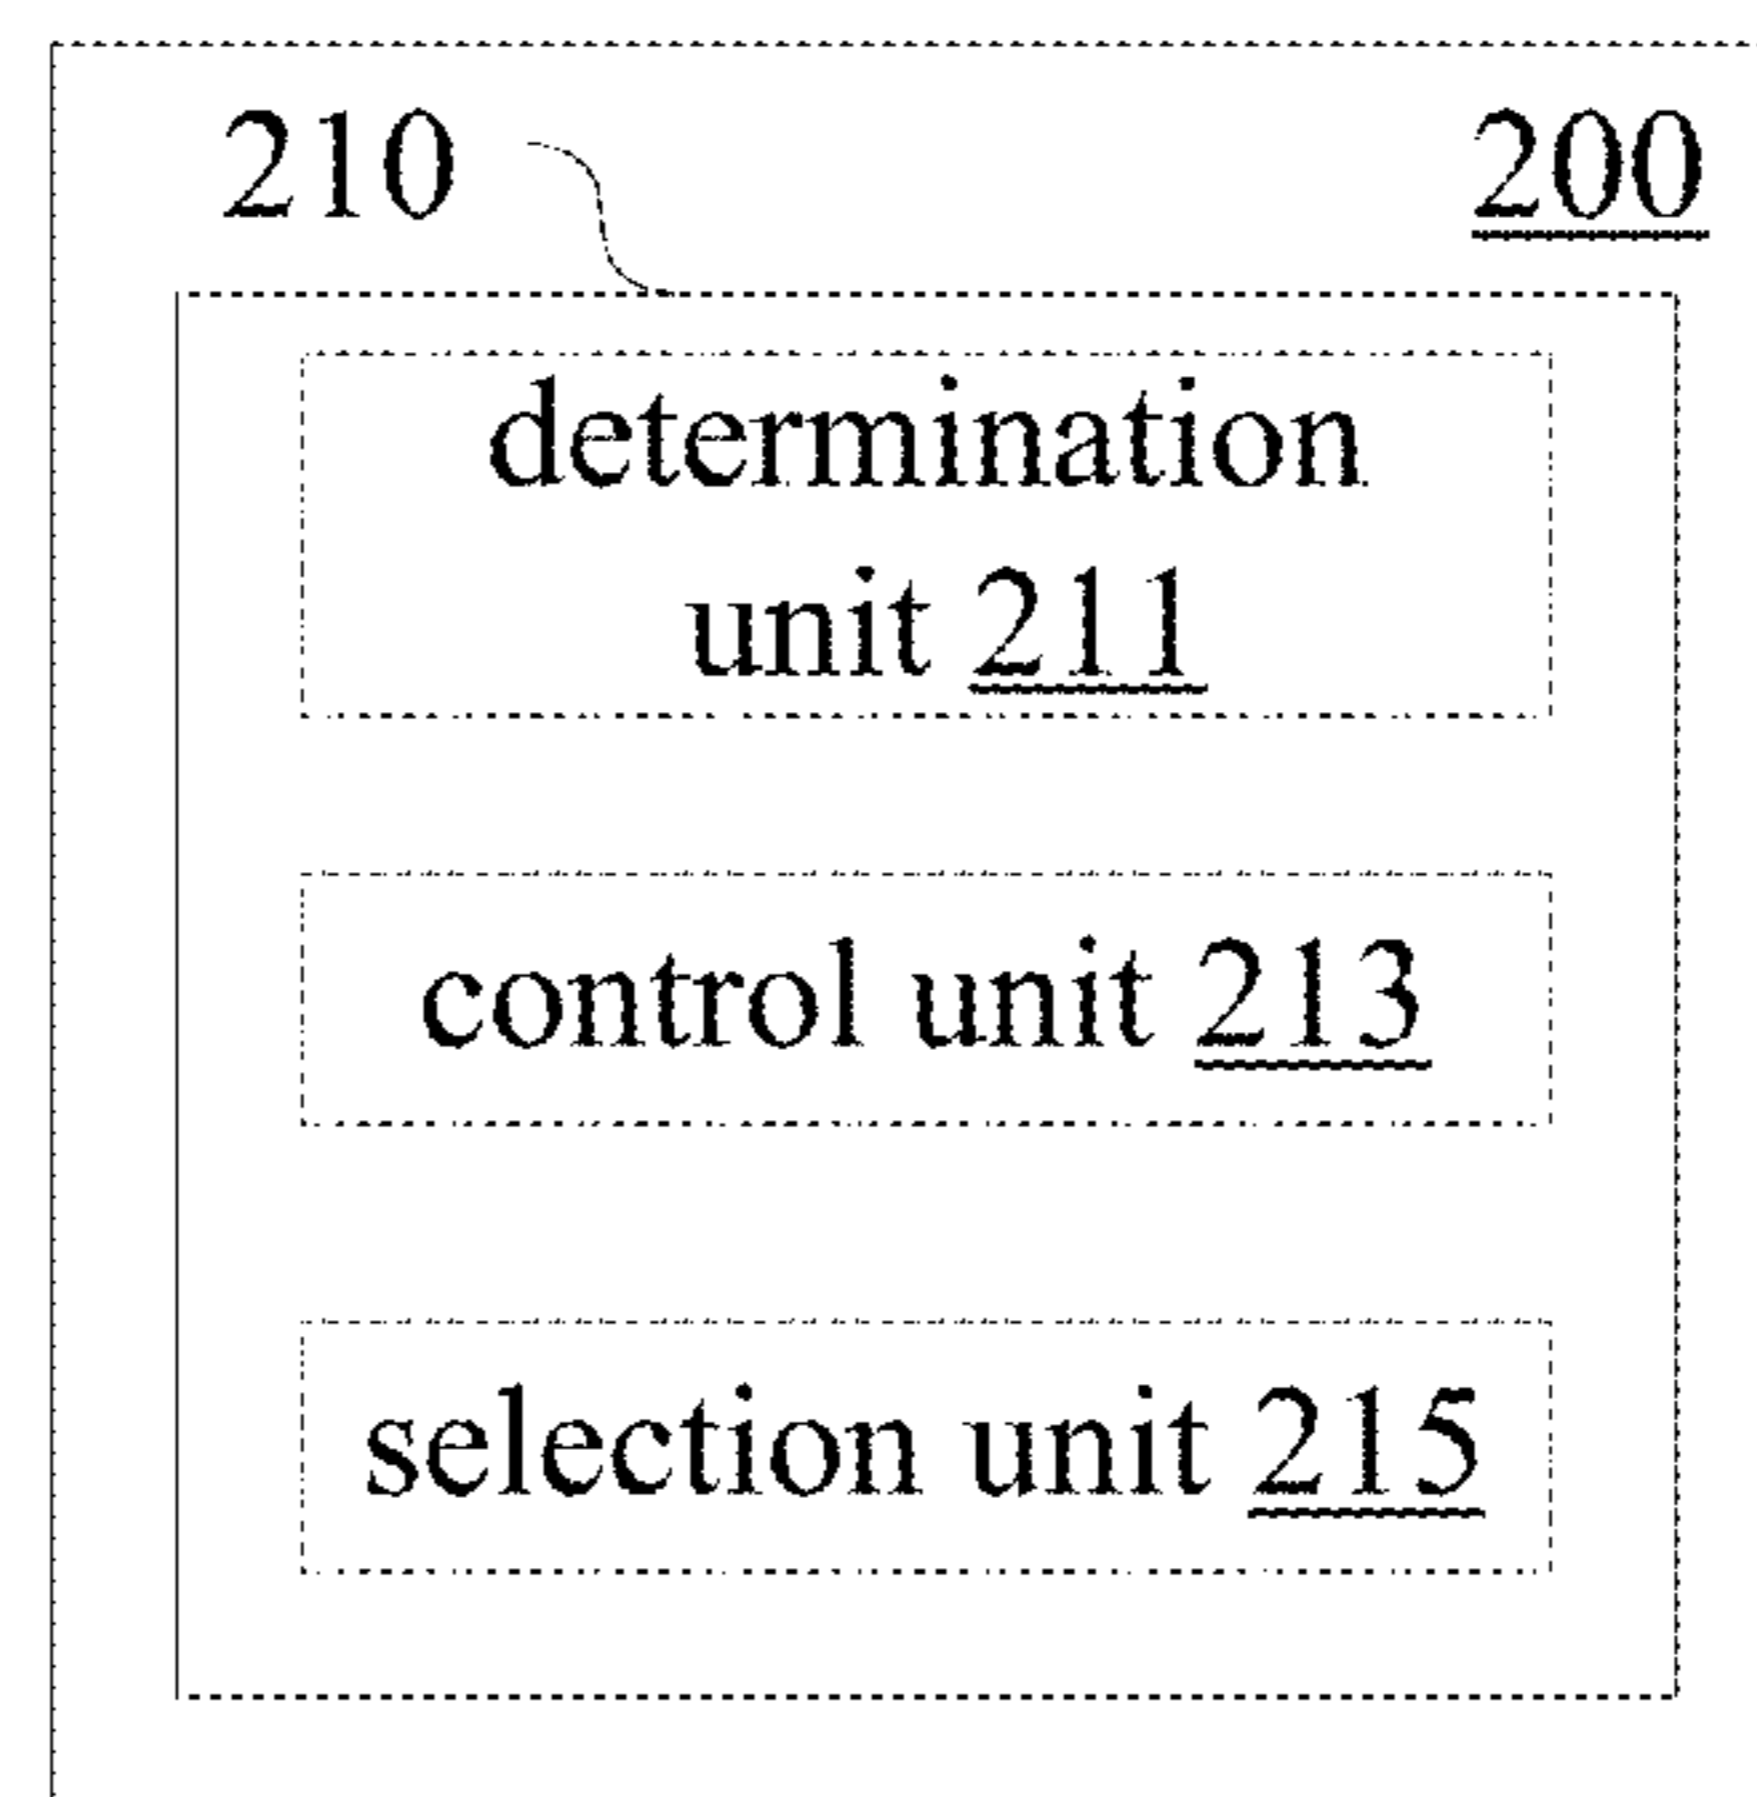 210
200
determination
unit 211
control unit 213
selection unit 215